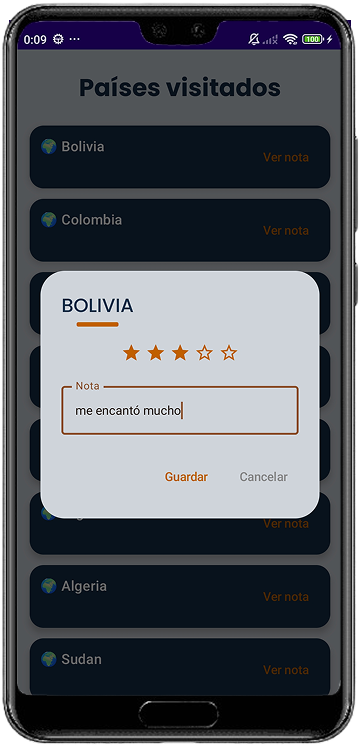 0:09
100
Países visitados
Bolivia
Ver nota
Colombia
Ver nota
BOLIVIA
Nota
me encantó mucho
Guardar
Cancelar
Ver nota
Algeria
Ver nota
Sudan
Ver nota